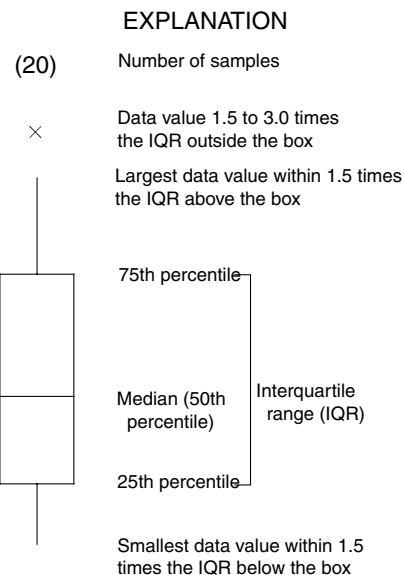 EXPLANATION
(20) Number of samples
Data value 1.5 to 3.0 times
the IQR outside the box
Largest data value within 1.5 times
the IQR above the box
75th percentile
Median (50th
percentile)
Interquartile
range (IQR)
25th percentile
Smallest data value within 1.5
times the IQR below the box